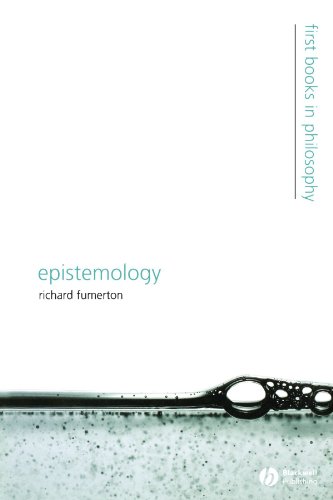 first books in philosophy
epistemology
richard fumerton
Blackwell
Publishing